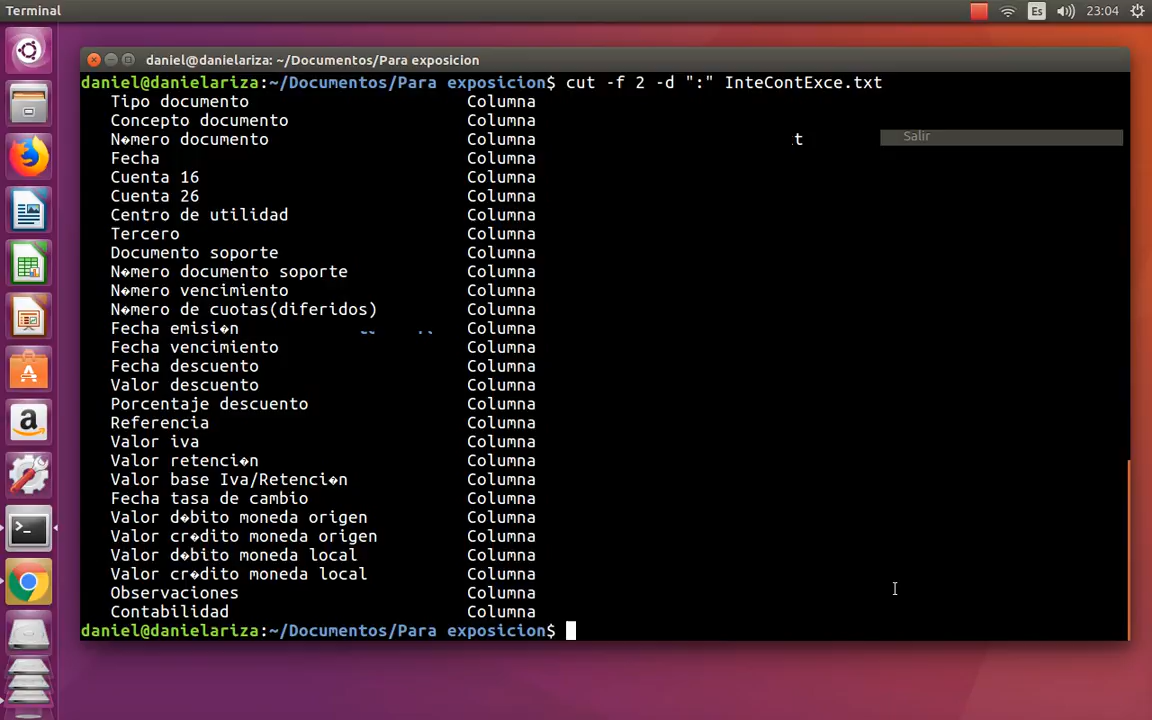 Terminal
Es
23:04
daniel@danielariza: ~/Documentos/Para exposicion
daniel@danielariza:~/Documentos/Para exposicion$ cut -f 2 -d ":" InteContExce.txt
Tipo documento Columna
Concepto documento Columna
N�mero documento Columna t
Salir
Fecha Columna
Cuenta 16 Columna
Cuenta 26 Columna
Centro de utilidad Columna
Tercero Columna
Documento soporte Columna
N�mero documento soporte Columna
N�mero vencimiento Columna
N�mero de cuotas(diferidos) Columna
Fecha emisi�n Columna
Fecha vencimiento Columna
Fecha descuento Columna
Valor descuento Columna
Porcentaje descuento Columna
Referencia Columna
Valor iva Columna
Valor retenci�n Columna
Valor base Iva/Retenci�n Columna
Fecha tasa de cambio Columna
Valor d�bito moneda origen Columna
Valor cr�dito moneda origen Columna
Valor d�bito moneda local Columna
Valor cr�dito moneda local Columna
Observaciones Columna
Contabilidad Columna
daniel@danielariza:~/Documentos/Para exposicion$